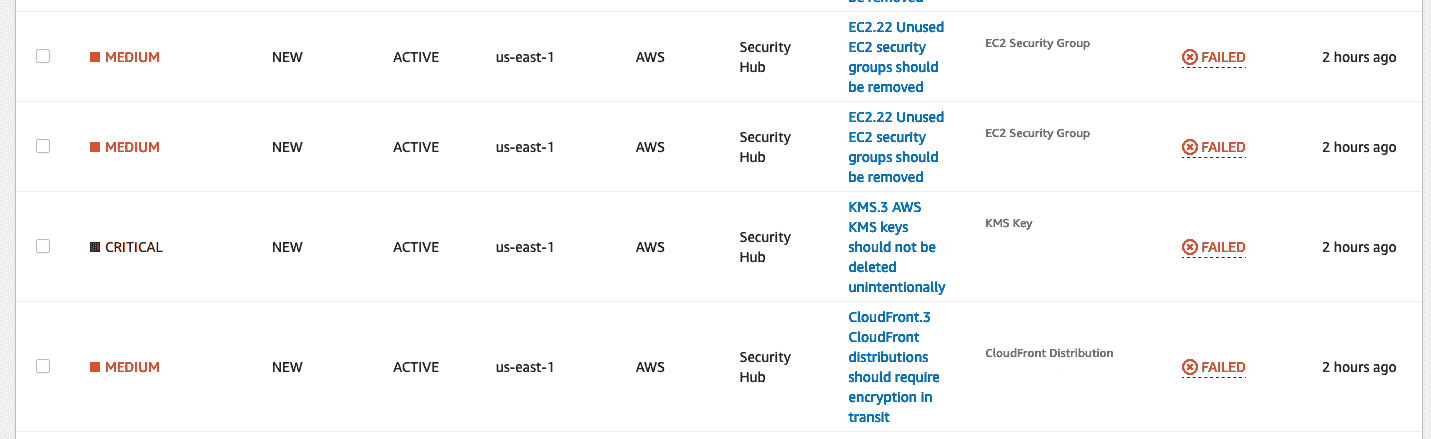 be removed
MEDIUM NEW ACTIVE us-east-1 AWS Security Hub EC2.22 Unused EC2 security groups should be removed EC2 Security Group FAILED 2 hours ago
MEDIUM NEW ACTIVE us-east-1 AWS Security Hub EC2.22 Unused EC2 security groups should be removed EC2 Security Group FAILED 2 hours ago
CRITICAL NEW ACTIVE us-east-1 AWS Security Hub KMS.3 AWS KMS keys should not be deleted unintentionally KMS Key FAILED 2 hours ago
MEDIUM NEW ACTIVE us-east-1 AWS Security Hub CloudFront.3 CloudFront distributions should require encryption in transit CloudFront Distribution FAILED 2 hours ago